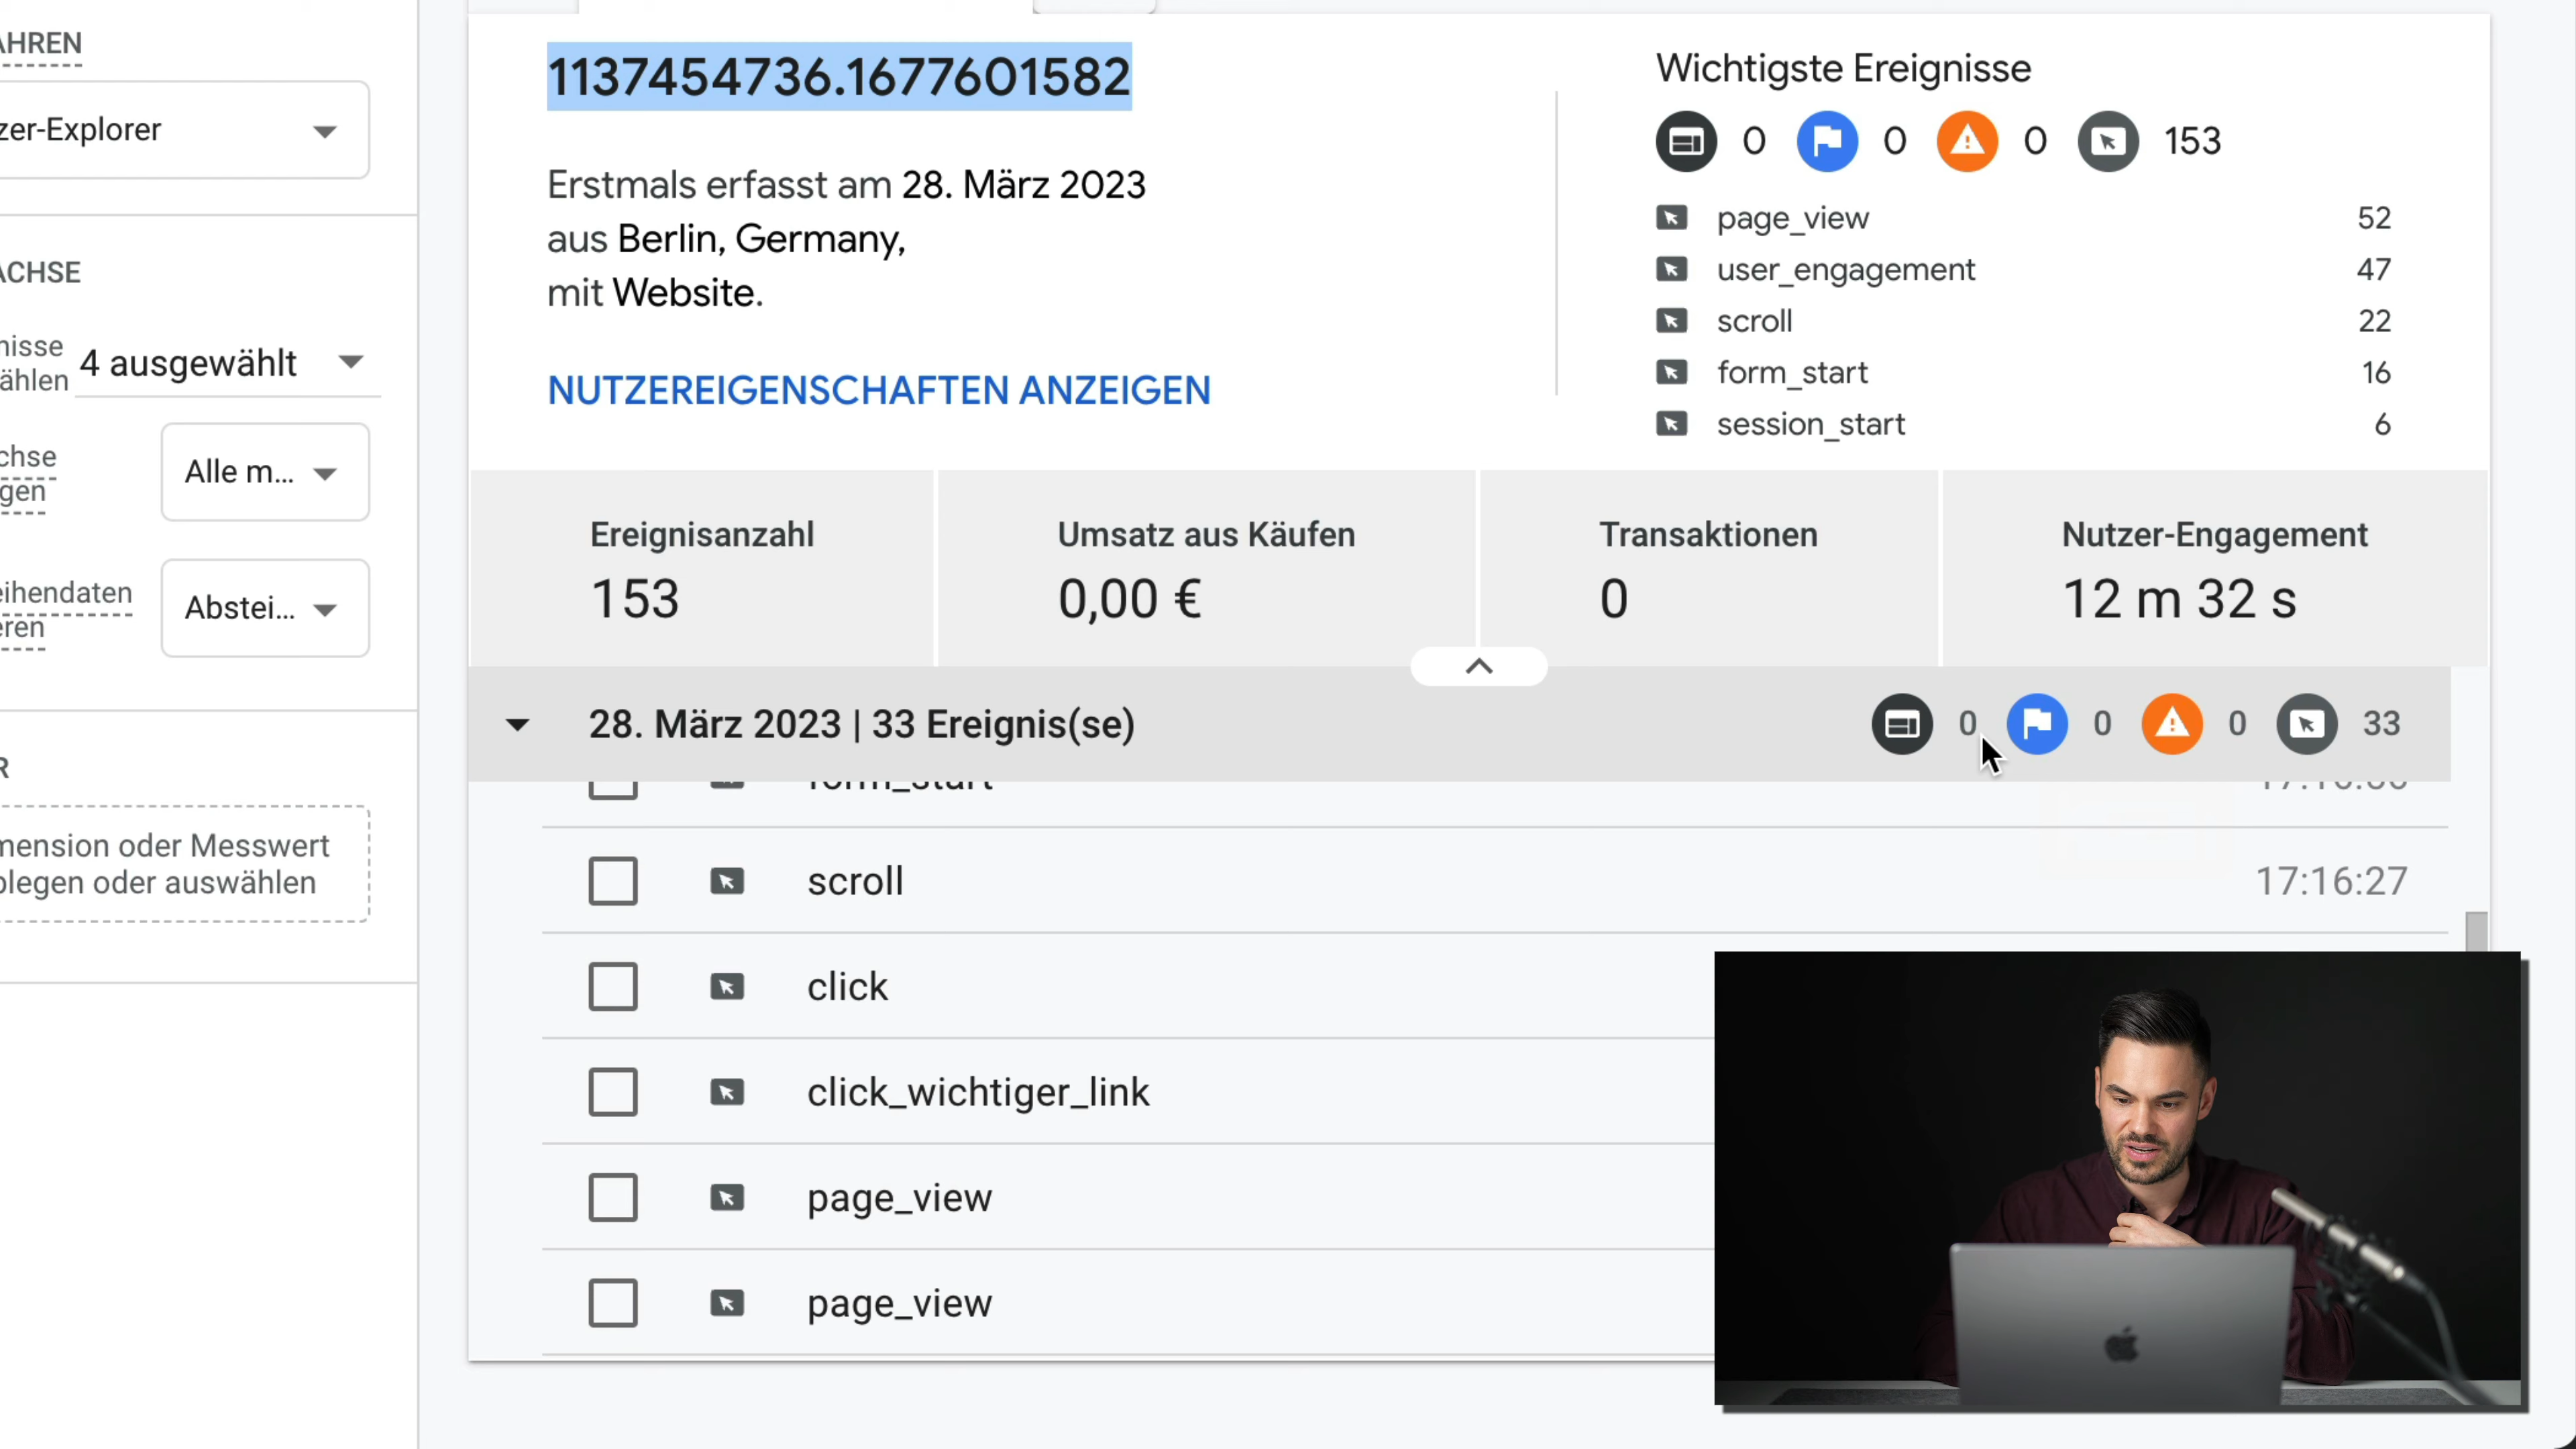 AHREN
zer-Explorer
ACHSE
nisse
ählen
4 ausgewählt
chse
gen
Alle m...
eihendaten
eren
Abstei...
R
mension oder Messwert
blegen oder auswählen
1137454736.1677601582
Erstmals erfasst am 28. März 2023
aus Berlin, Germany,
mit Website.
NUTZEREIGENSCHAFTEN ANZEIGEN
Wichtigste Ereignisse
0 0 0 153
page_view 52
user_engagement 47
scroll 22
form_start 16
session_start 6
Ereignisanzahl
153
Umsatz aus Käufen
0,00 €
Transaktionen
0
Nutzer-Engagement
12 m 32 s
28. März 2023 | 33 Ereignis(se) 0 0 0 33
form_start
scroll 17:16:27
click
click_wichtiger_link
page_view
page_view